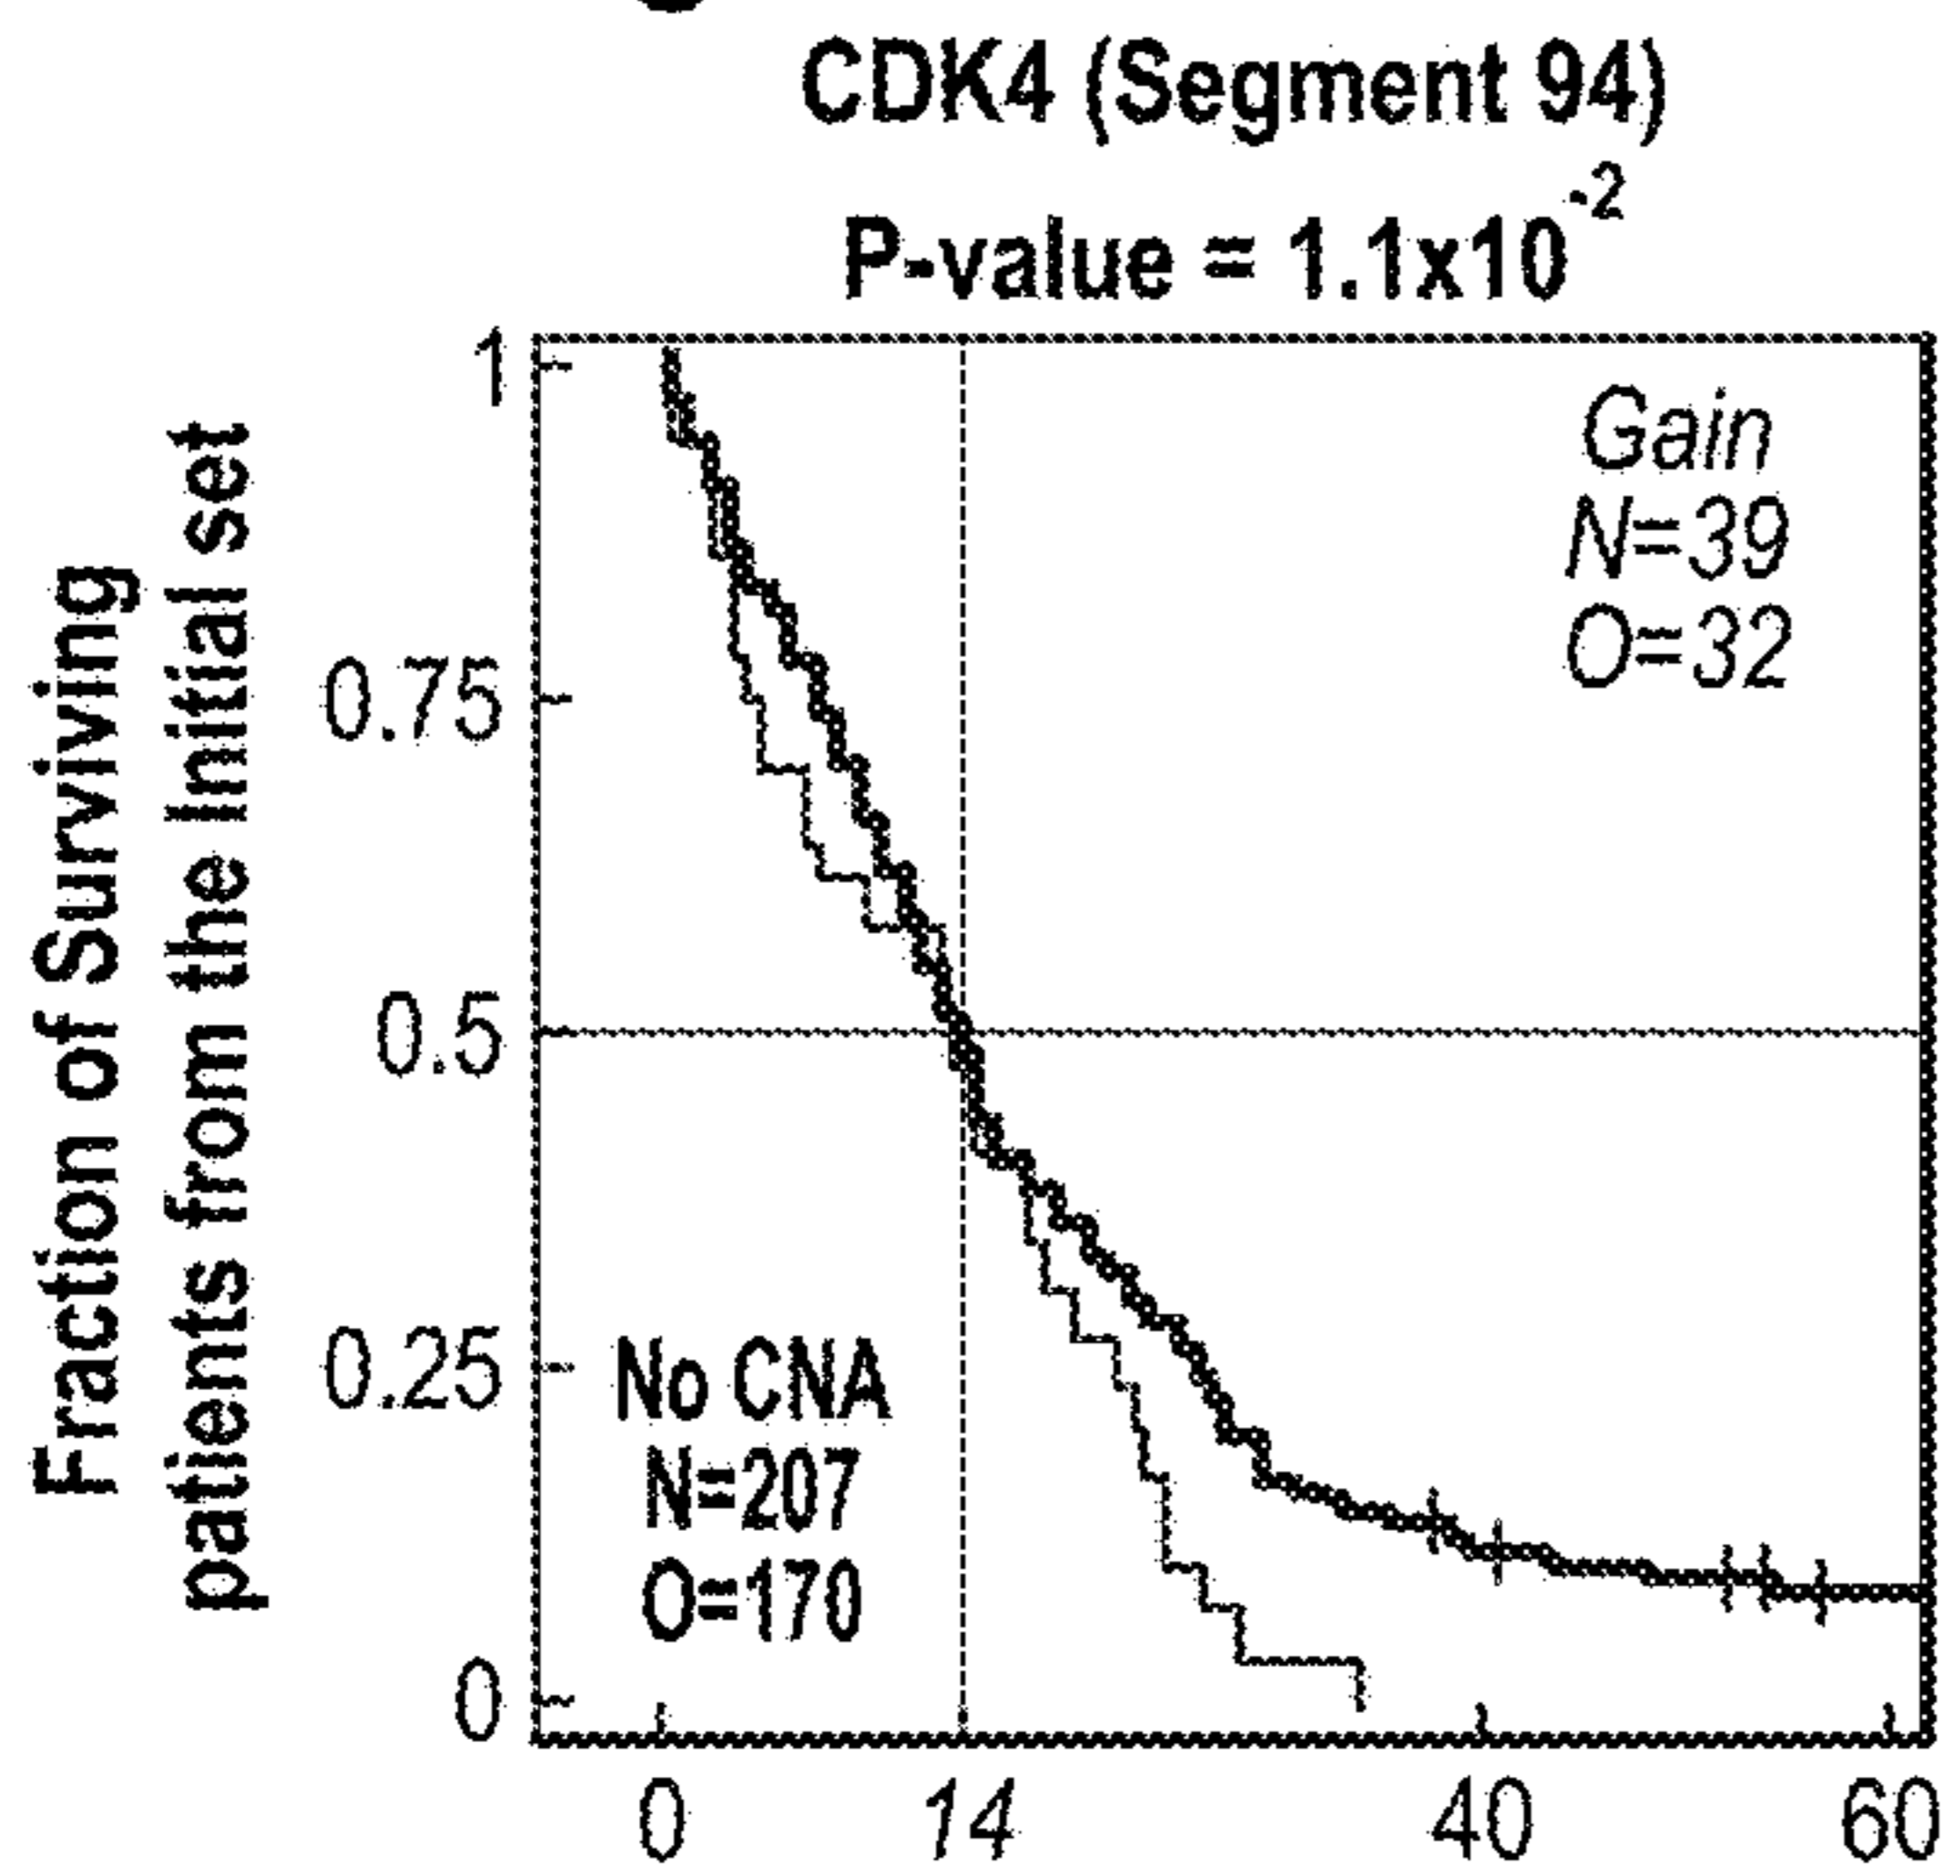 CDK4 (Segment 94)
P-value = 1.1x10-2
Fraction of Surviving
patients from the Initial set
1
0.75
0.5
0.25
0
Gain
N=39
O=32
No CNA
N=207
O=170
0 14 40 60